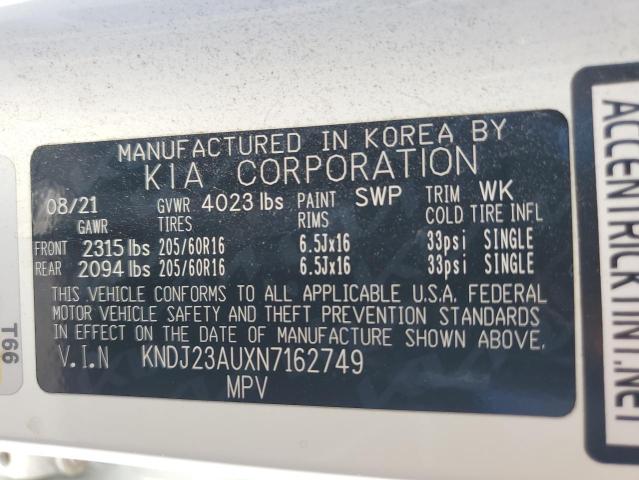 MANUFACTURED IN KOREA BY
KIA CORPORATION
08/21 GVWR 4023 lbs PAINT SWP TRIM WK
GAWR TIRES RIMS COLD TIRE INFL
FRONT 2315 lbs 205/60R16 6.5Jx16 33psi SINGLE
REAR 2094 lbs 205/60R16 6.5Jx16 33psi SINGLE
THIS VEHICLE CONFORMS TO ALL APPLICABLE U.S.A. FEDERAL
MOTOR VEHICLE SAFETY AND THEFT PREVENTION STANDARDS
IN EFFECT ON THE DATE OF MANUFACTURE SHOWN ABOVE.
V.I.N KNDJ23AUXN7162749
MPV
T66